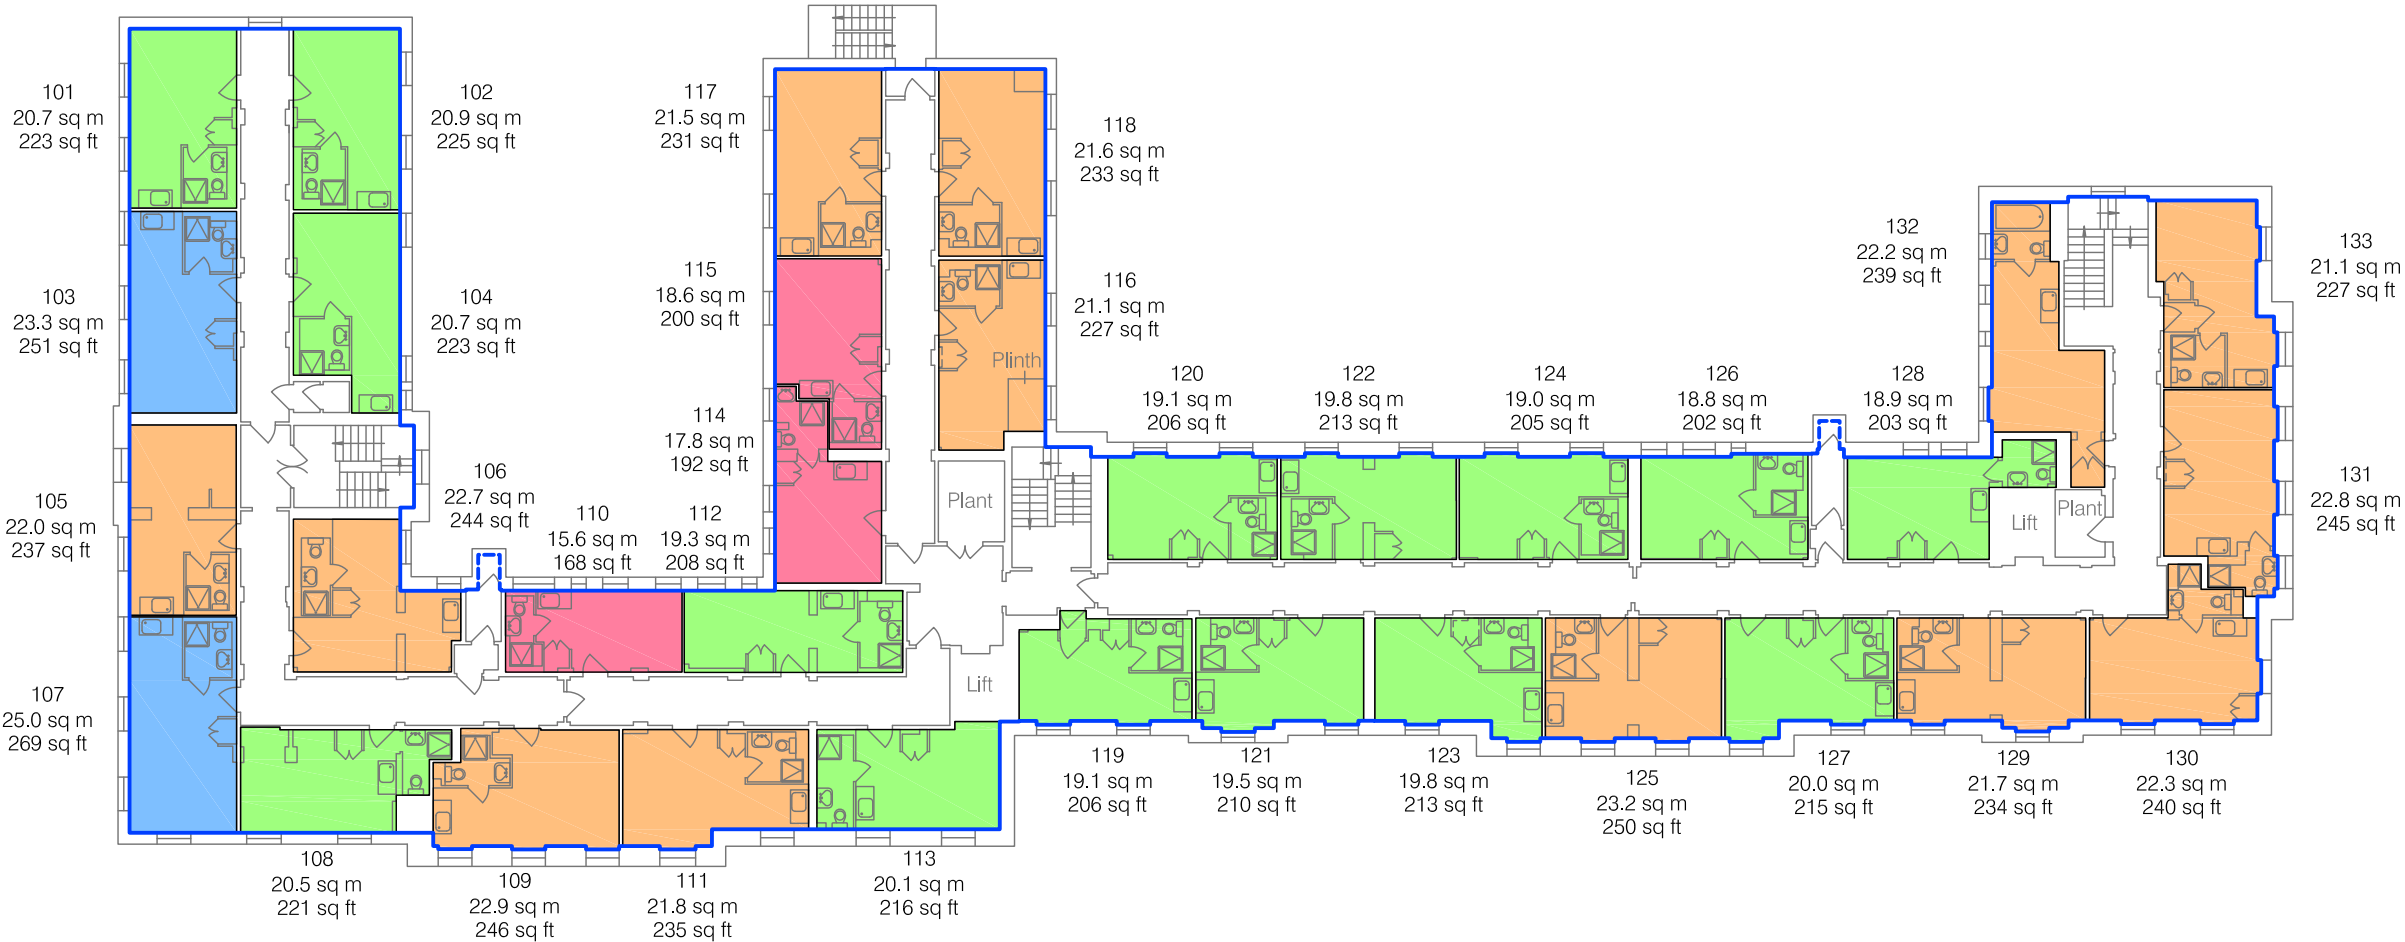 101
20.7 sq m
223 sq ft
102
20.9 sq m
225 sq ft
117
21.5 sq m
231 sq ft
118
21.6 sq m
233 sq ft
103
23.3 sq m
251 sq ft
104
20.7 sq m
223 sq ft
115
18.6 sq m
200 sq ft
116
21.1 sq m
227 sq ft
Plinth
132
22.2 sq m
239 sq ft
133
21.1 sq m
227 sq ft
105
22.0 sq m
237 sq ft
106
22.7 sq m
244 sq ft
110
15.6 sq m
168 sq ft
112
19.3 sq m
208 sq ft
114
17.8 sq m
192 sq ft
Plant
120
19.1 sq m
206 sq ft
122
19.8 sq m
213 sq ft
124
19.0 sq m
205 sq ft
126
18.8 sq m
202 sq ft
128
18.9 sq m
203 sq ft
Lift
Plant
131
22.8 sq m
245 sq ft
107
25.0 sq m
269 sq ft
Lift
108
20.5 sq m
221 sq ft
109
22.9 sq m
246 sq ft
111
21.8 sq m
235 sq ft
113
20.1 sq m
216 sq ft
119
19.1 sq m
206 sq ft
121
19.5 sq m
210 sq ft
123
19.8 sq m
213 sq ft
125
23.2 sq m
250 sq ft
127
20.0 sq m
215 sq ft
129
21.7 sq m
234 sq ft
130
22.3 sq m
240 sq ft